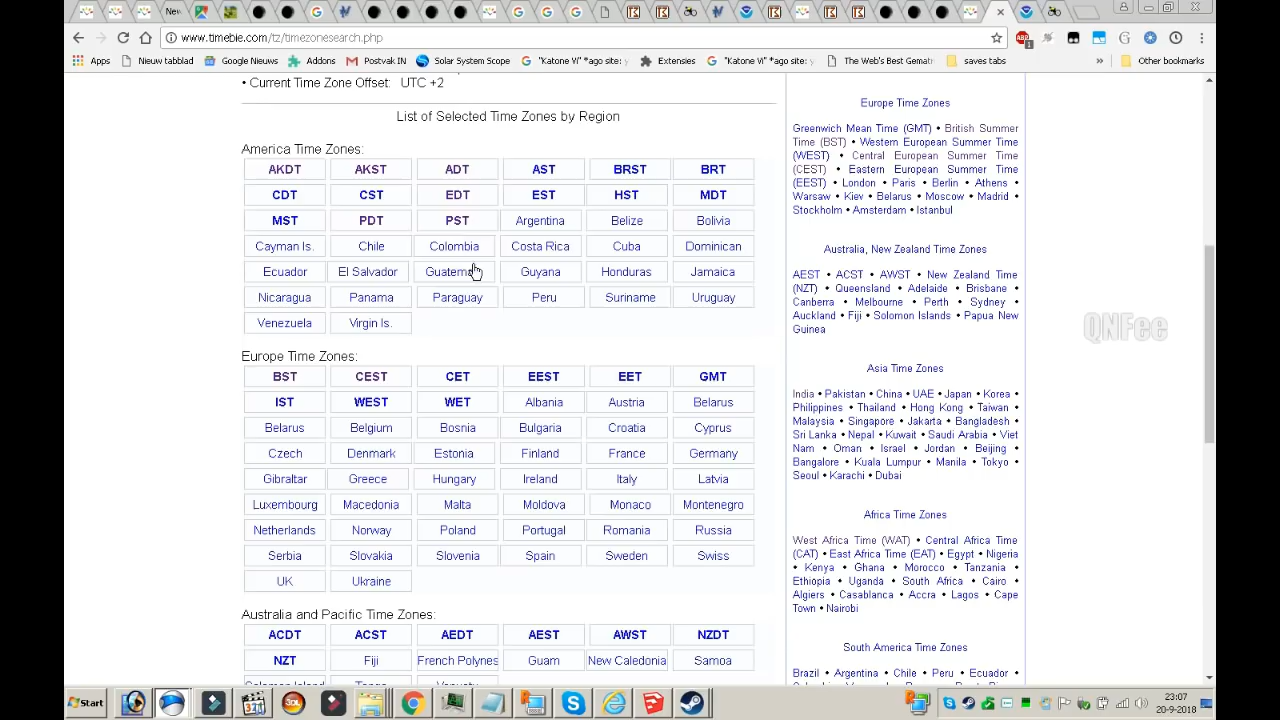 New
www.timebie.com/tz/timezonesearch.php
Apps Nieuw tabblad Google Nieuws Addons Postvak IN Solar System Scope "Katone VI" *ago site: Extensies "Katone VI" *ago site: The Web's Best Gemat Other bookmarks saves tabs
• Current Time Zone Offset: UTC +2
List of Selected Time Zones by Region
America Time Zones:
AKDT AKST ADT AST BRST BRT
CDT CST EDT EST HST MDT
MST PDT PST Argentina Belize Bolivia
Cayman Is. Chile Colombia Costa Rica Cuba Dominican
Ecuador El Salvador Guatem Guyana Honduras Jamaica
Nicaragua Panama Paraguay Peru Suriname Uruguay
Venezuela Virgin Is.
Europe Time Zones:
BST CEST CET EEST EET GMT
IST WEST WET Albania Austria Belarus
Belarus Belgium Bosnia Bulgaria Croatia Cyprus
Czech Denmark Estonia Finland France Germany
Gibraltar Greece Hungary Ireland Italy Latvia
Luxembourg Macedonia Malta Moldova Monaco Montenegro
Netherlands Norway Poland Portugal Romania Russia
Serbia Slovakia Slovenia Spain Sweden Swiss
UK Ukraine
Australia and Pacific Time Zones:
ACDT ACST AEDT AEST AWST NZDT
NZT Fiji French Polynes Guam New Caledonia Samoa
Europe Time Zones
Greenwich Mean Time (GMT) • British Summer
Time (BST) • Western European Summer Time
(WEST) • Central European Summer Time
(CEST) • Eastern European Summer Time
(EEST) • London • Paris • Berlin • Athens •
Warsaw • Kiev • Belarus • Moscow • Madrid •
Stockholm • Amsterdam • Istanbul
Australia, New Zealand Time Zones
AEST • ACST • AWST • New Zealand Time
(NZT) • Queensland • Adelaide • Brisbane •
Canberra • Melbourne • Perth • Sydney •
Auckland • Fiji • Solomon Islands • Papua New
Guinea
Asia Time Zones
India • Pakistan • China • UAE • Japan • Korea •
Philippines • Thailand • Hong Kong • Taiwan •
Malaysia • Singapore • Jakarta • Bangladesh •
Sri Lanka • Nepal • Kuwait • Saudi Arabia • Viet
Nam • Oman • Israel • Jordan • Beijing •
Bangalore • Kuala Lumpur • Manila • Tokyo •
Seoul • Karachi • Dubai
Africa Time Zones
West Africa Time (WAT) • Central Africa Time
(CAT) • East Africa Time (EAT) • Egypt • Nigeria
• Kenya • Ghana • Morocco • Tanzania •
Ethiopia • Uganda • South Africa • Cairo •
Algiers • Casablanca • Accra • Lagos • Cape
Town • Nairobi
South America Time Zones
Brazil • Argentina • Chile • Peru • Ecuador •
QNFee
Start
23:07
20-9-2018